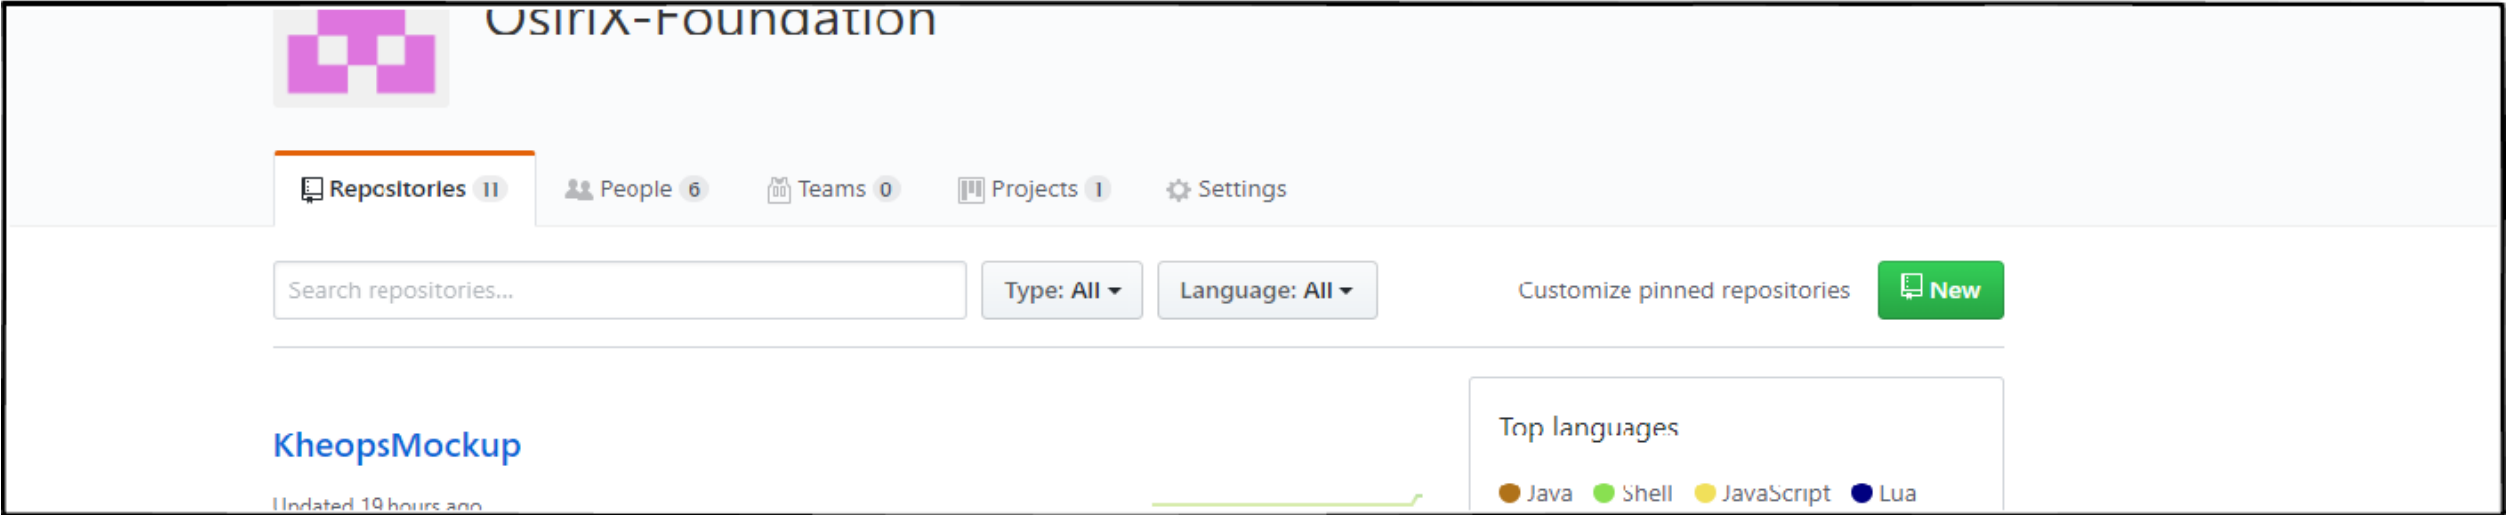 OsiriX-Foundation
Repositories 11 People 6 Teams 0 Projects 1 Settings
Search repositories... Type: All Language: All Customize pinned repositories New
KheopsMockup
Top languages
Updated 19 hours ago
Java Shell JavaScript Lua